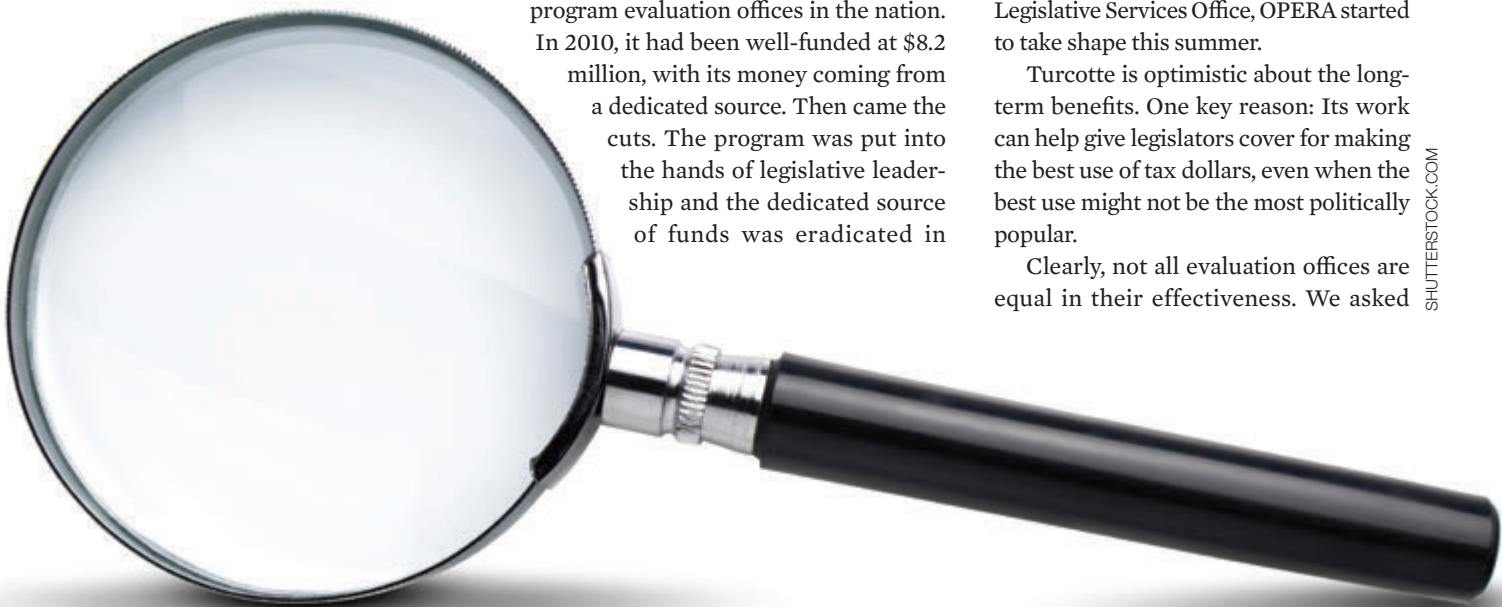 program evaluation offices in the nation.
In 2010, it had been well-funded at $8.2
million, with its money coming from
a dedicated source. Then came the
cuts. The program was put into
the hands of legislative leader-
ship and the dedicated source
of funds was eradicated in
Legislative Services Office, OPERA started
to take shape this summer.
Turcotte is optimistic about the long-
term benefits. One key reason: Its work
can help give legislators cover for making
the best use of tax dollars, even when the
best use might not be the most politically
popular.
Clearly, not all evaluation offices are
equal in their effectiveness. We asked
SHUTTERSTOCK.COM